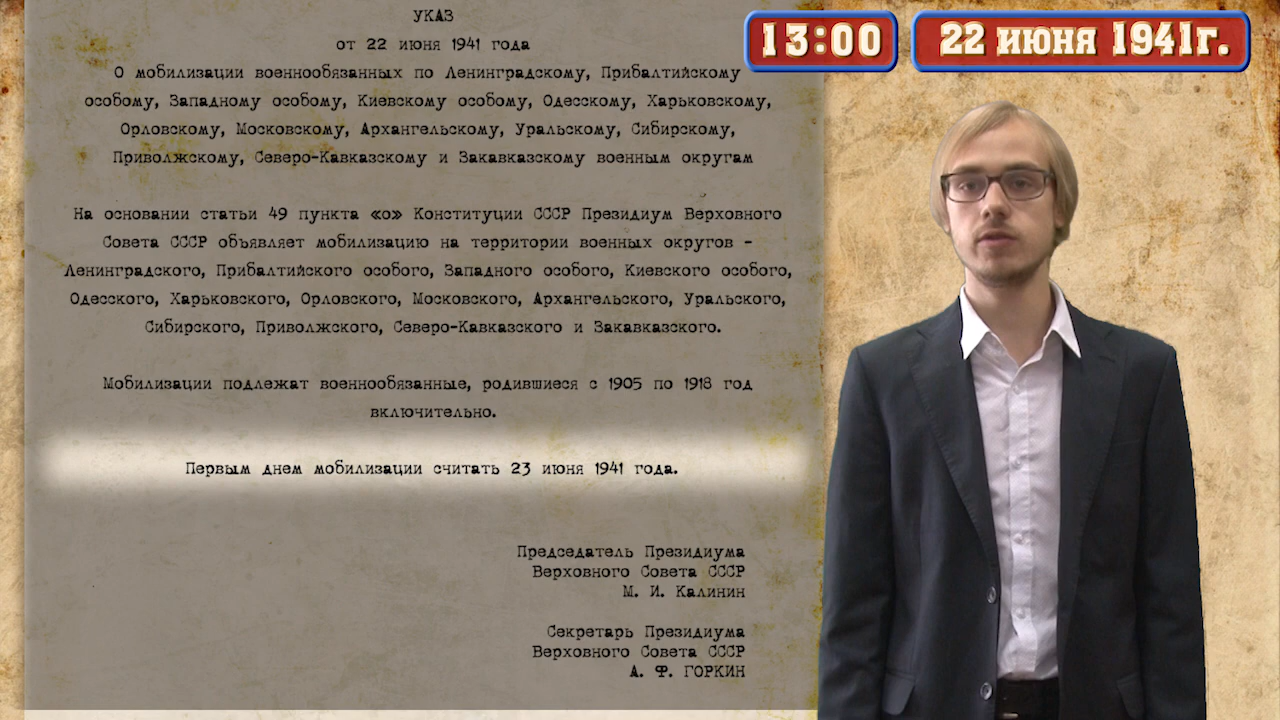 УКАЗ
от 22 июня 1941 года
О мобилизации военнообязанных по Ленинградскому, Прибалтийскому
особому, Западному особому, Киевскому особому, Одесскому, Харьковскому,
Орловскому, Московскому, Архангельскому, Уральскому, Сибирскому,
Приволжскому, Северо-Кавказскому и Закавказскому военным округам
На основании статьи 49 пункта «о» Конституции СССР Президиум Верховного
Совета СССР объявляет мобилизацию на территории военных округов -
Ленинградского, Прибалтийского особого, Западного особого, Киевского особого,
Одесского, Харьковского, Орловского, Московского, Архангельского, Уральского,
Сибирского, Приволжского, Северо-Кавказского и Закавказского.
Мобилизации подлежат военнообязанные, родившиеся с 1905 по 1918 год
включительно.
Первым днем мобилизации считать 23 июня 1941 года.
Председатель Президиума
Верховного Совета СССР
М. И. Калинин
Секретарь Президиума
Верховного Совета СССР
А. Ф. ГОРКИН
13:00
22 июня 1941г.